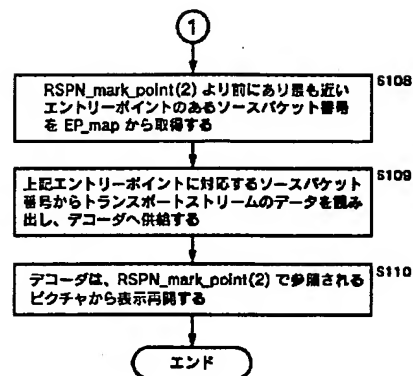 1
S108
RSPN_mark_point(2) より前にあり最も近い
エントリーポイントのあるソースパケット番号
を EP_map から取得する
S109
上記エントリーポイントに対応するソースパケット
番号からトランスポートストリームのデータを読み
出し、デコーダへ供給する
S110
デコーダは、RSPN_mark_point(2) で参照される
ピクチャから表示再開する
エンド